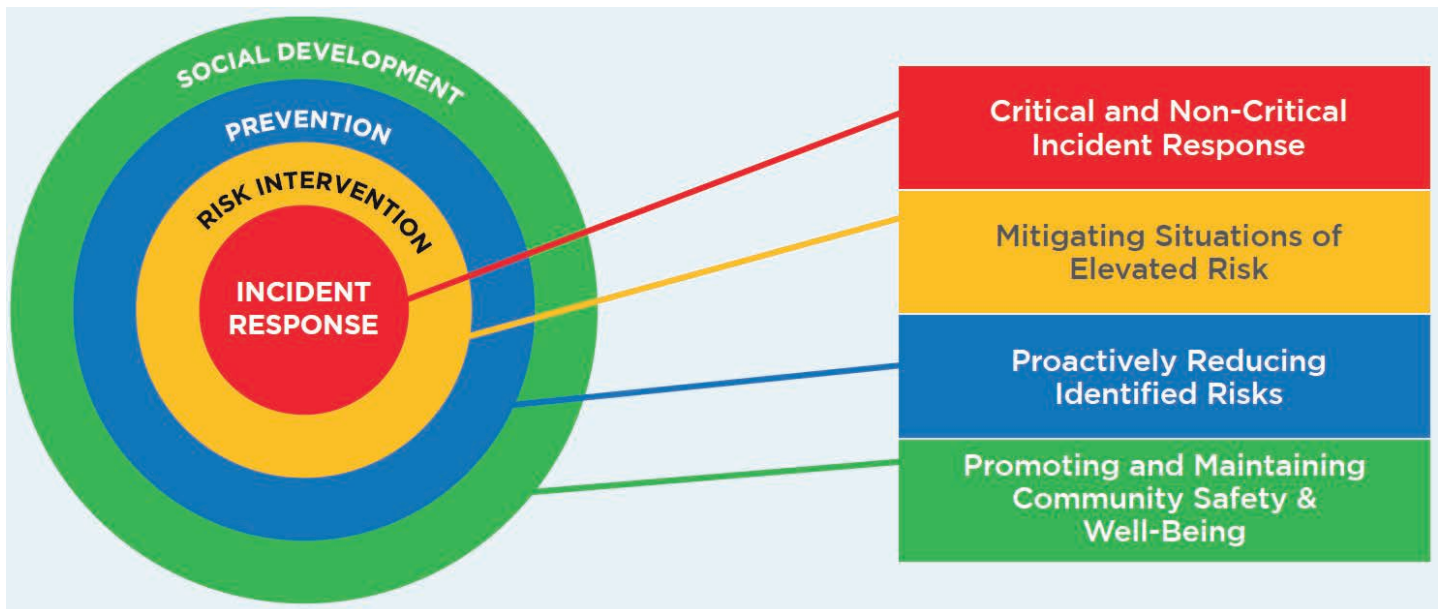 SOCIAL DEVELOPMENT
PREVENTION
RISK INTERVENTION
INCIDENT
RESPONSE
Critical and Non-Critical
Incident Response
Mitigating Situations of
Elevated Risk
Proactively Reducing
Identified Risks
Promoting and Maintaining
Community Safety &
Well-Being